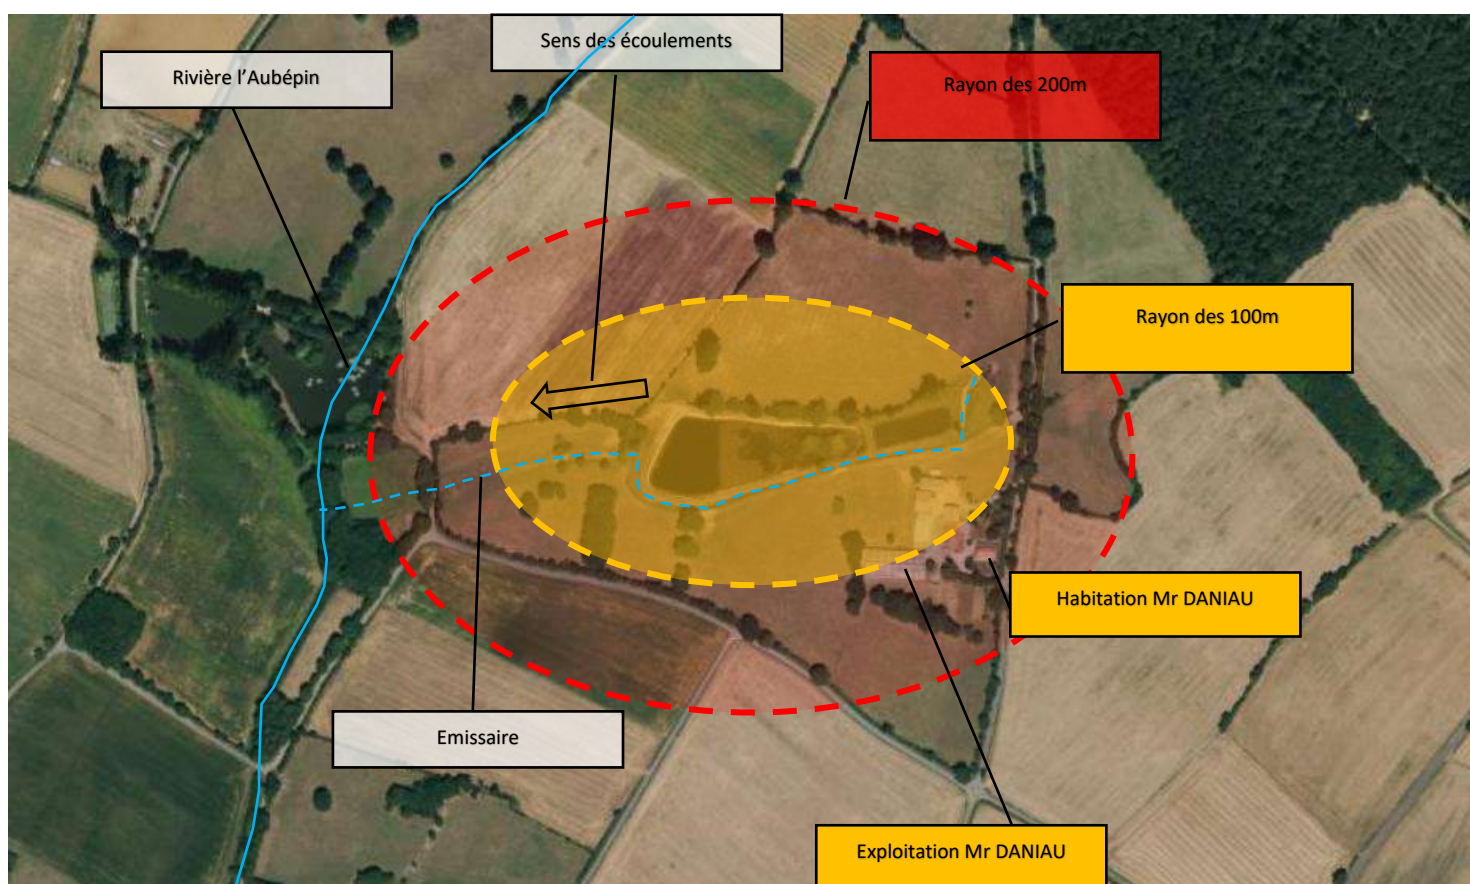 Sens des écoulements
Rivière l’Aubépin
Rayon des 200m
Rayon des 100m
Habitation Mr DANIAU
Emissaire
Exploitation Mr DANIAU